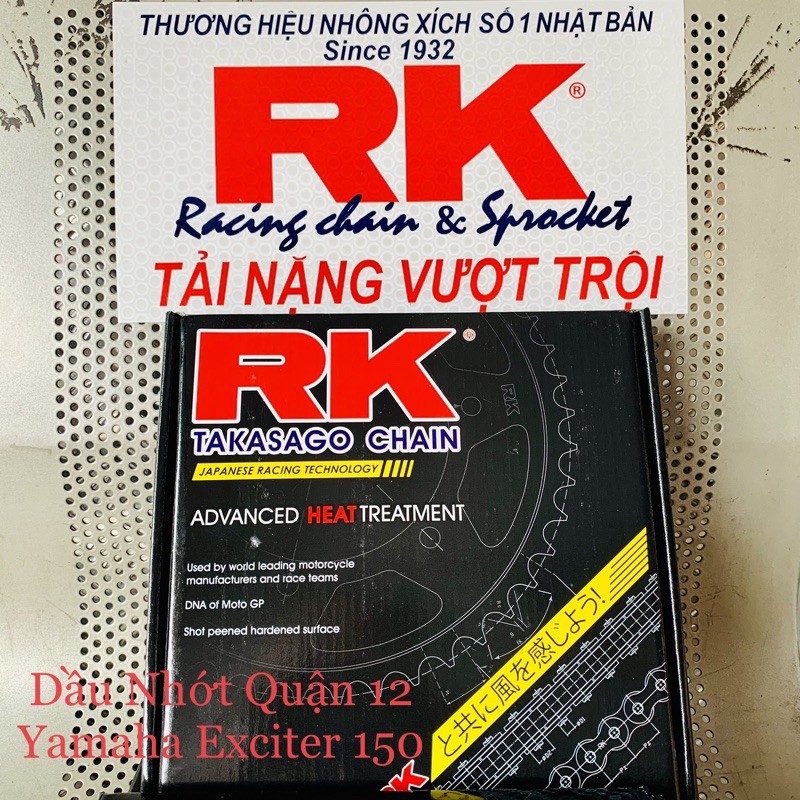 THƯƠNG HIỆU NHÔNG XÍCH SỐ 1 NHẬT BẢN
Since 1932
RK®
Racing chain & Sprocket
TẢI NẶNG VƯỢT TRỘI
RK®
TAKASAGO CHAIN
JAPANESE RACING TECHNOLOGY
RK
ADVANCED HEAT TREATMENT
Used by world leading motorcycle
manufacturers and race teams
DNA of Moto GP
Shot peened hardened surface
と共に風を感じよう!
Dầu Nhớt Quận 12
Yamaha Exciter 150
RK